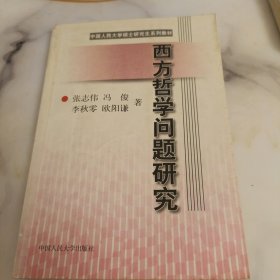 中国人民大学硕士研究生系列教材
西方哲学问题研究
张志伟 冯 俊
李秋零 欧阳谦 著
中国人民大学出版社